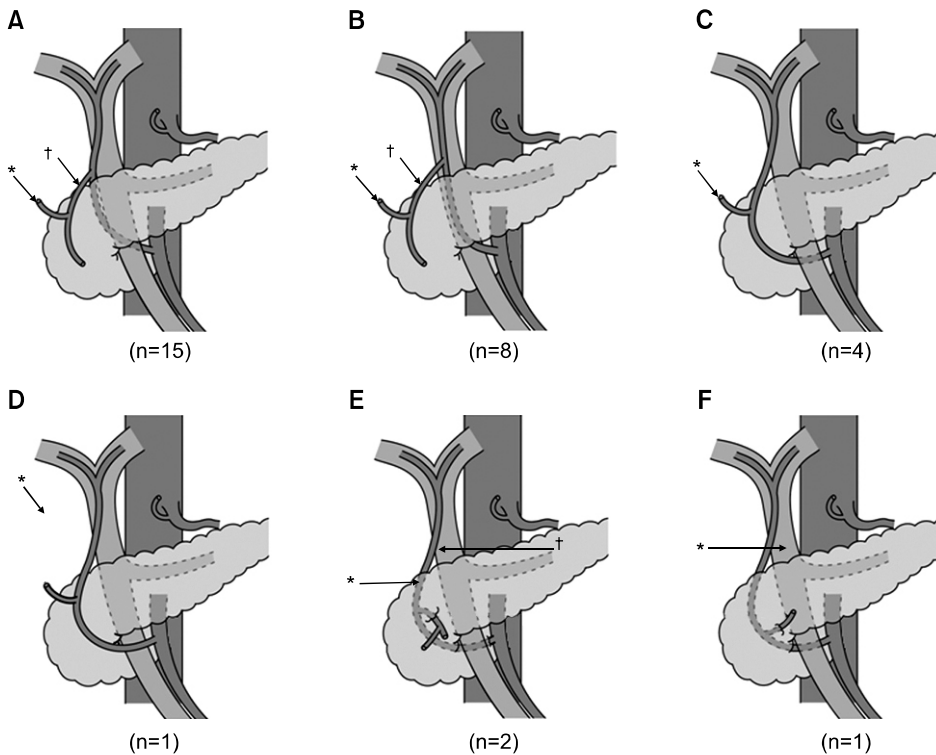 A
B
C
†
*
†
*
*
(n=15)
(n=8)
(n=4)
D
E
F
*
†
*
*
(n=1)
(n=2)
(n=1)